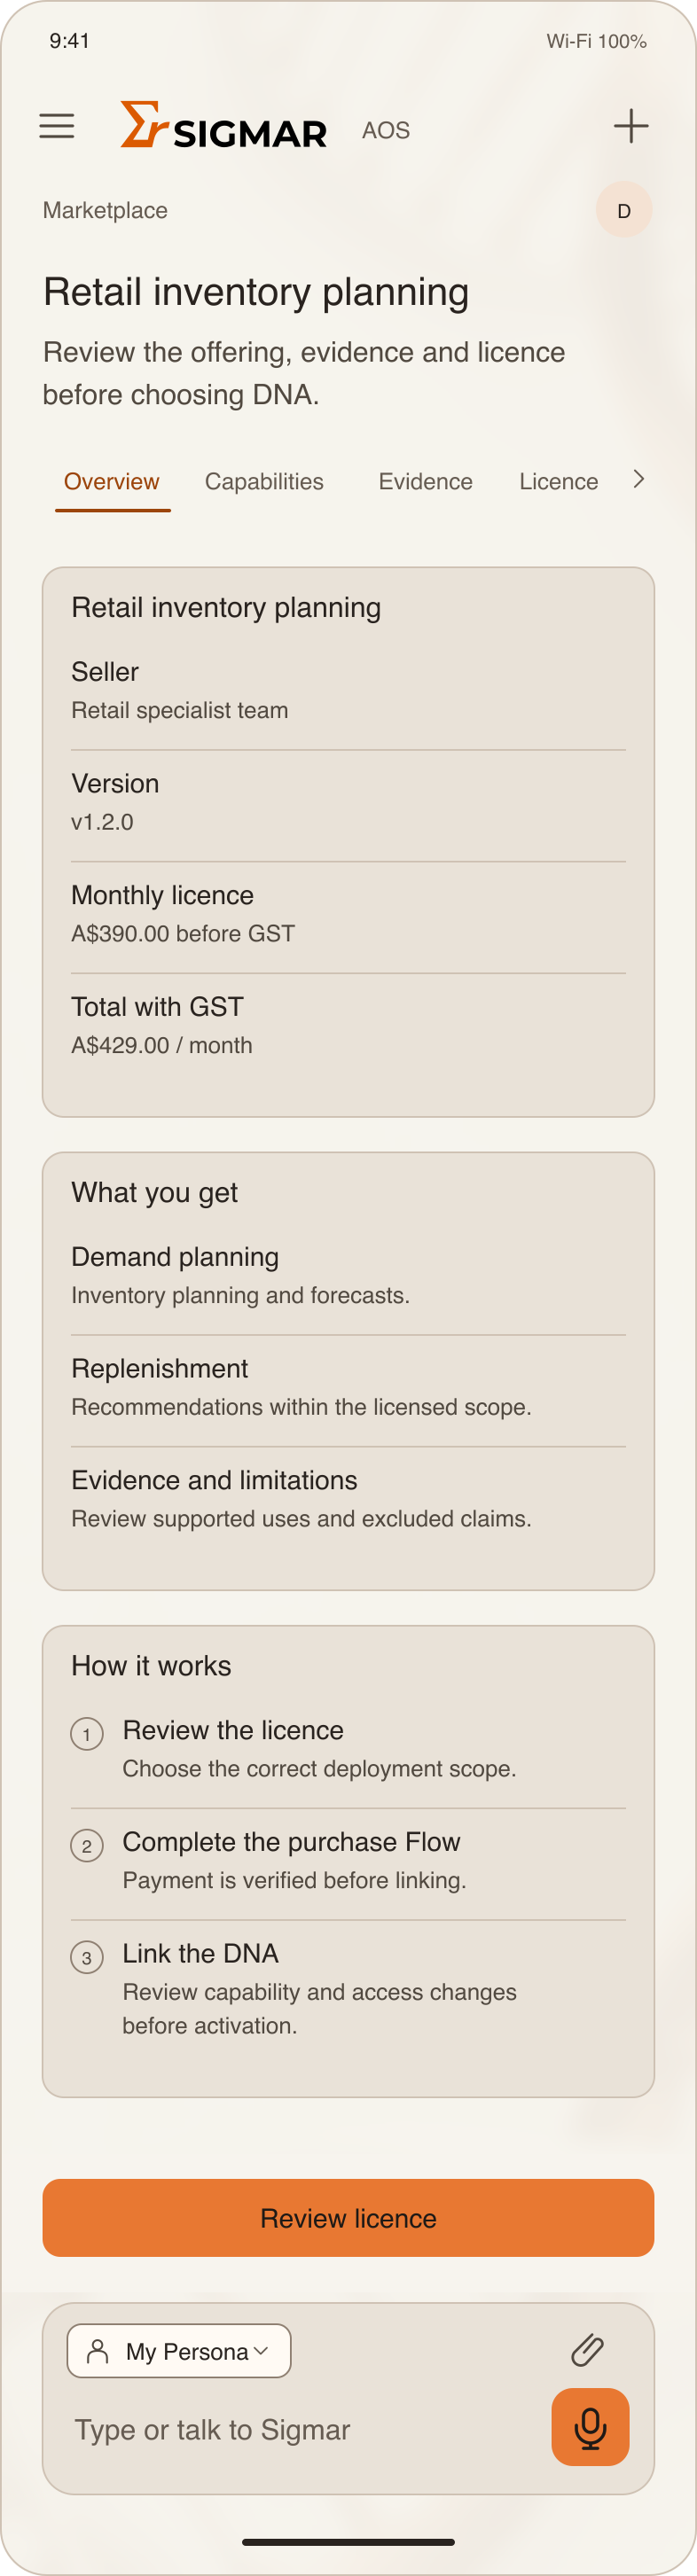 9:41
Wi-Fi 100%
Σr SIGMAR AOS
Marketplace
D
Retail inventory planning
Review the offering, evidence and licence
before choosing DNA.
Overview Capabilities Evidence Licence
Retail inventory planning
Seller
Retail specialist team
Version
v1.2.0
Monthly licence
A$390.00 before GST
Total with GST
A$429.00 / month
What you get
Demand planning
Inventory planning and forecasts.
Replenishment
Recommendations within the licensed scope.
Evidence and limitations
Review supported uses and excluded claims.
How it works
1 Review the licence
Choose the correct deployment scope.
2 Complete the purchase Flow
Payment is verified before linking.
3 Link the DNA
Review capability and access changes
before activation.
Review licence
My Persona
Type or talk to Sigmar